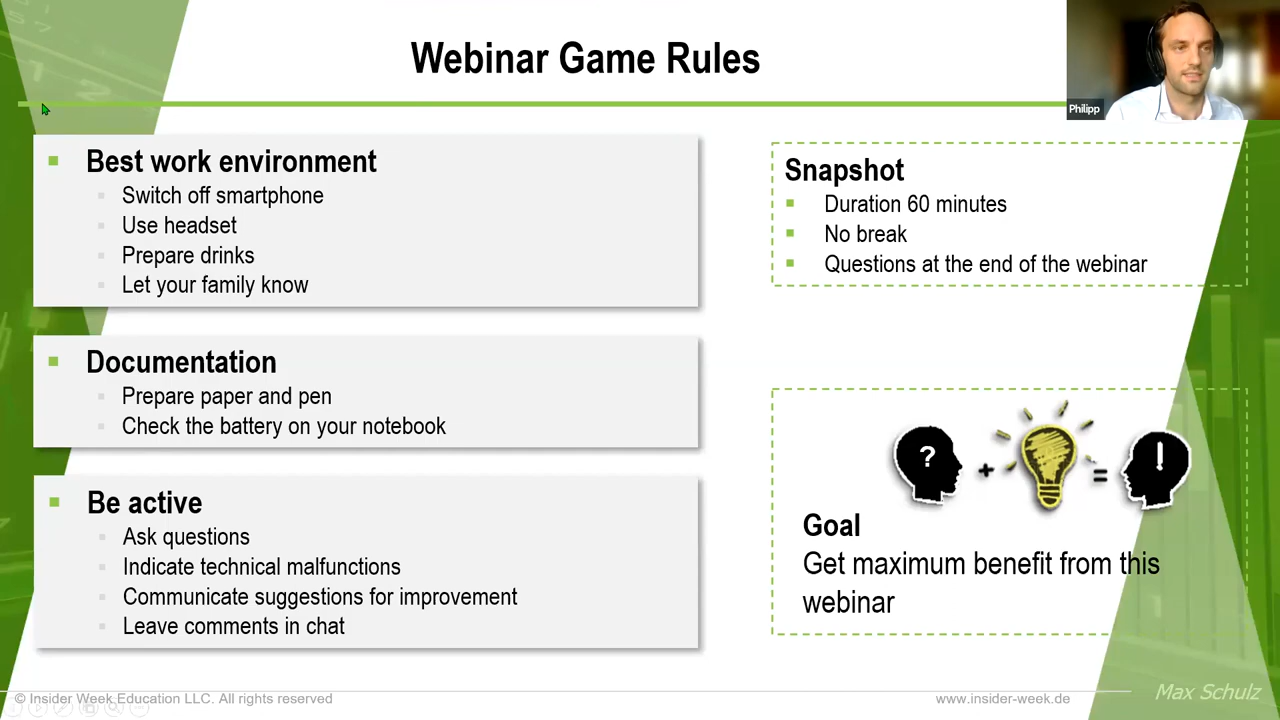 Webinar Game Rules
Philipp
Best work environment
Switch off smartphone
Use headset
Prepare drinks
Let your family know
Documentation
Prepare paper and pen
Check the battery on your notebook
Be active
Ask questions
Indicate technical malfunctions
Communicate suggestions for improvement
Leave comments in chat
Snapshot
Duration 60 minutes
No break
Questions at the end of the webinar
? + = !
Goal
Get maximum benefit from this
webinar
© Insider Week Education LLC. All rights reserved
www.insider-week.de
Max Schulz